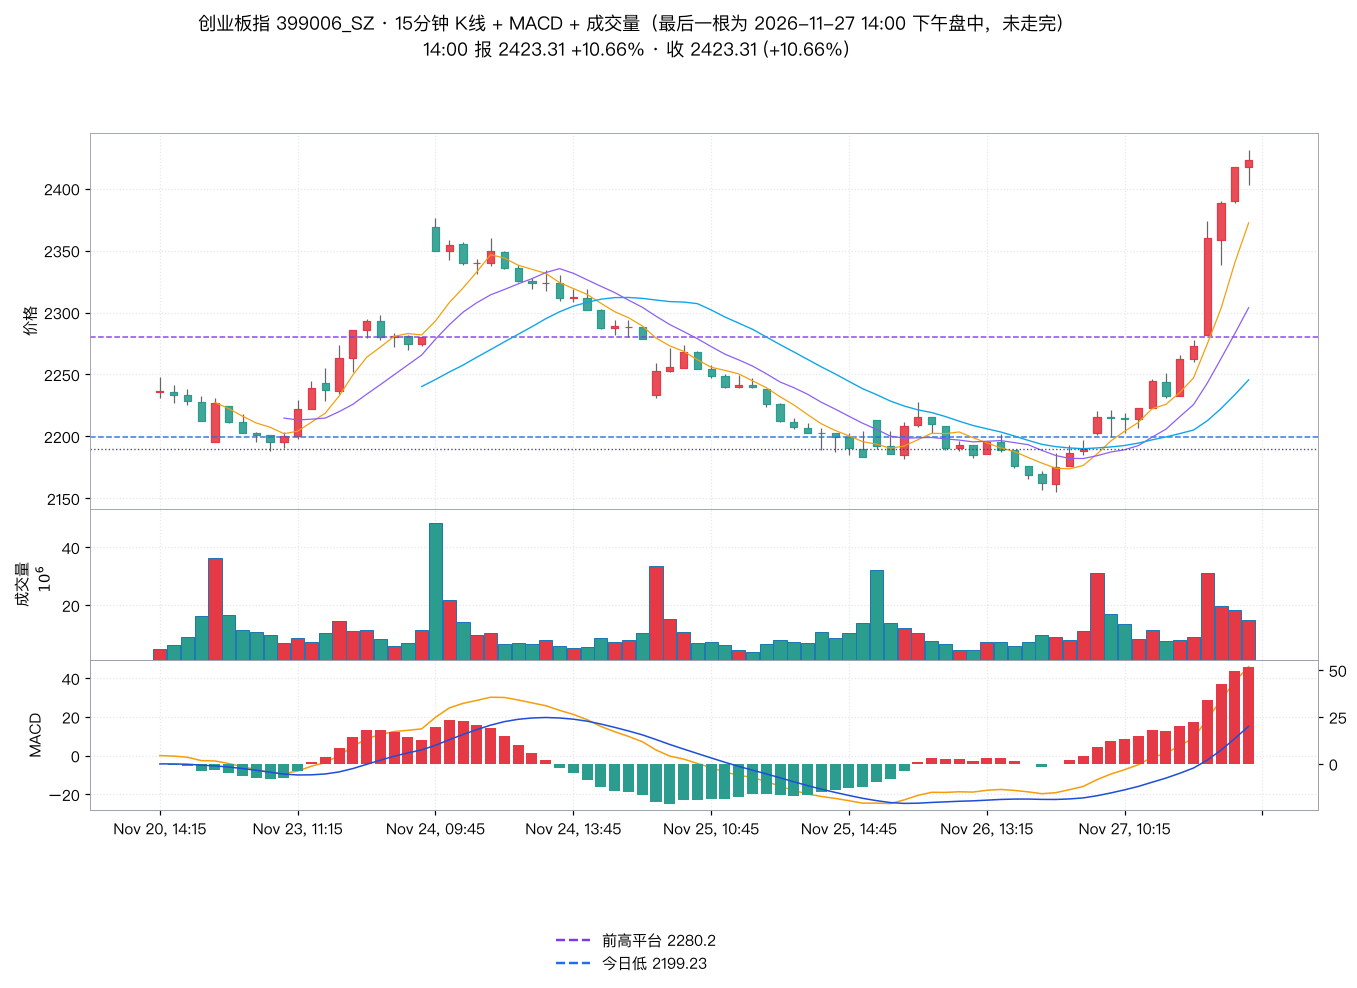 创业板指 399006_SZ · 15分钟 K线 + MACD + 成交量（最后一根为 2026−11−27 14:00 下午盘中，未走完）
14:00 报 2423.31 +10.66% · 收 2423.31 (+10.66%)
价格
2400
2350
2300
2250
2200
2150
成交量
10⁶
40
20
MACD
40
20
0
−20
50
25
0
Nov 20, 14:15
Nov 23, 11:15
Nov 24, 09:45
Nov 24, 13:45
Nov 25, 10:45
Nov 25, 14:45
Nov 26, 13:15
Nov 27, 10:15
前高平台 2280.2
今日低 2199.23